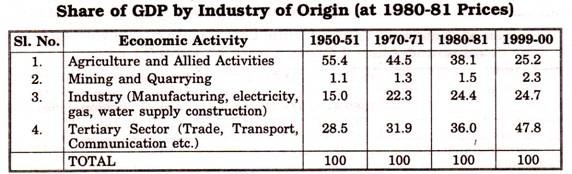 Share of GDP by Industry of Origin (at 1980-81 Prices)
Sl. No. Economic Activity 1950-51 1970-71 1980-81 1999-00
1. Agriculture and Allied Activities 55.4 44.5 38.1 25.2
2. Mining and Quarrying 1.1 1.3 1.5 2.3
3. Industry (Manufacturing, electricity, 15.0 22.3 24.4 24.7
gas, water supply construction)
4. Tertiary Sector (Trade, Transport, 28.5 31.9 36.0 47.8
Communication etc.)
TOTAL 100 100 100 100